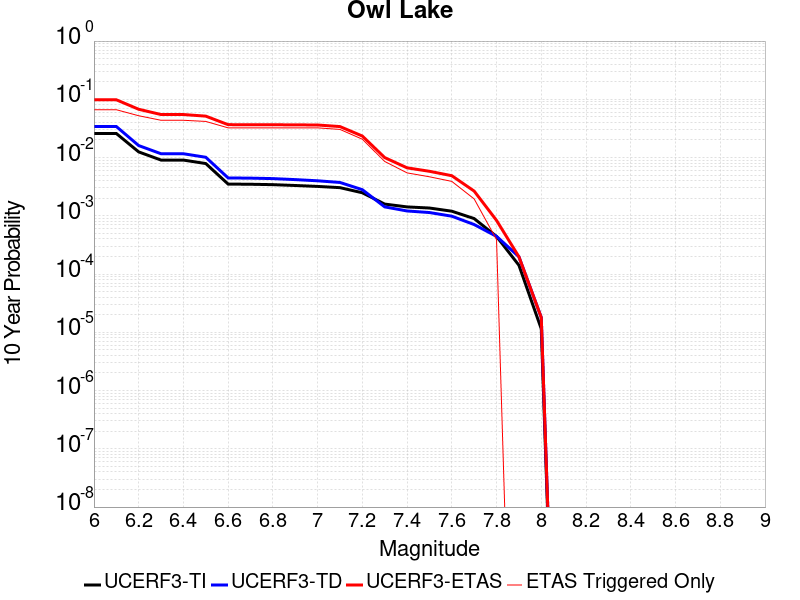 Owl Lake
10 Year Probability
10^0
10^-1
10^-2
10^-3
10^-4
10^-5
10^-6
10^-7
10^-8
6 6.2 6.4 6.6 6.8 7 7.2 7.4 7.6 7.8 8 8.2 8.4 8.6 8.8 9
Magnitude
UCERF3-TI UCERF3-TD UCERF3-ETAS ETAS Triggered Only